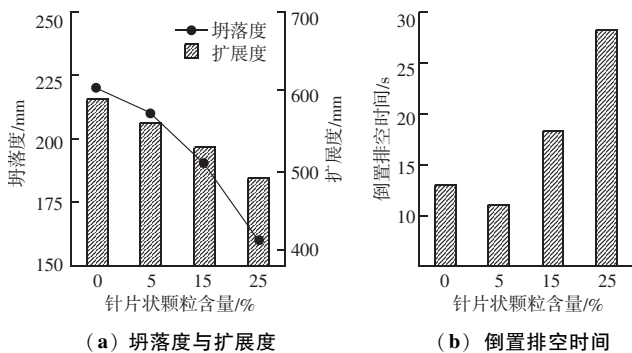 250
225
200
175
150
坍落度/mm
坍落度
扩展度
700
600
500
400
扩展度/mm
0 5 15 25
针片状颗粒含量/%
(a) 坍落度与扩展度
30
25
20
15
10
倒置排空时间/s
0 5 15 25
针片状颗粒含量/%
(b) 倒置排空时间